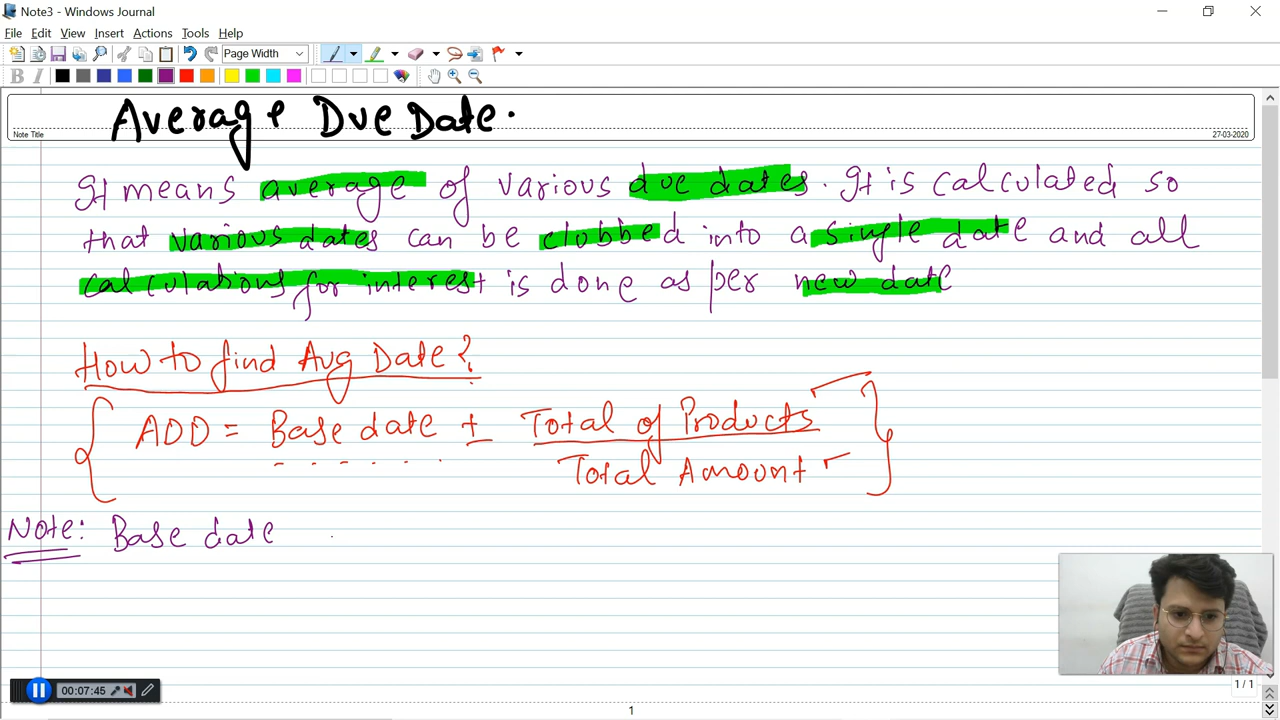 Note3 - Windows Journal
File Edit View Insert Actions Tools Help
Page Width
B I
Average Due Date.
Note Title
27-03-2020
It means average of various due dates. It is calculated so
that various dates can be clubbed into a single date and all
calculations for interest is done as per new date
How to find Avg Date?
ADD = Base date ± Total of Products
Total Amount
Note: Base date
00:07:45
1 / 1
1